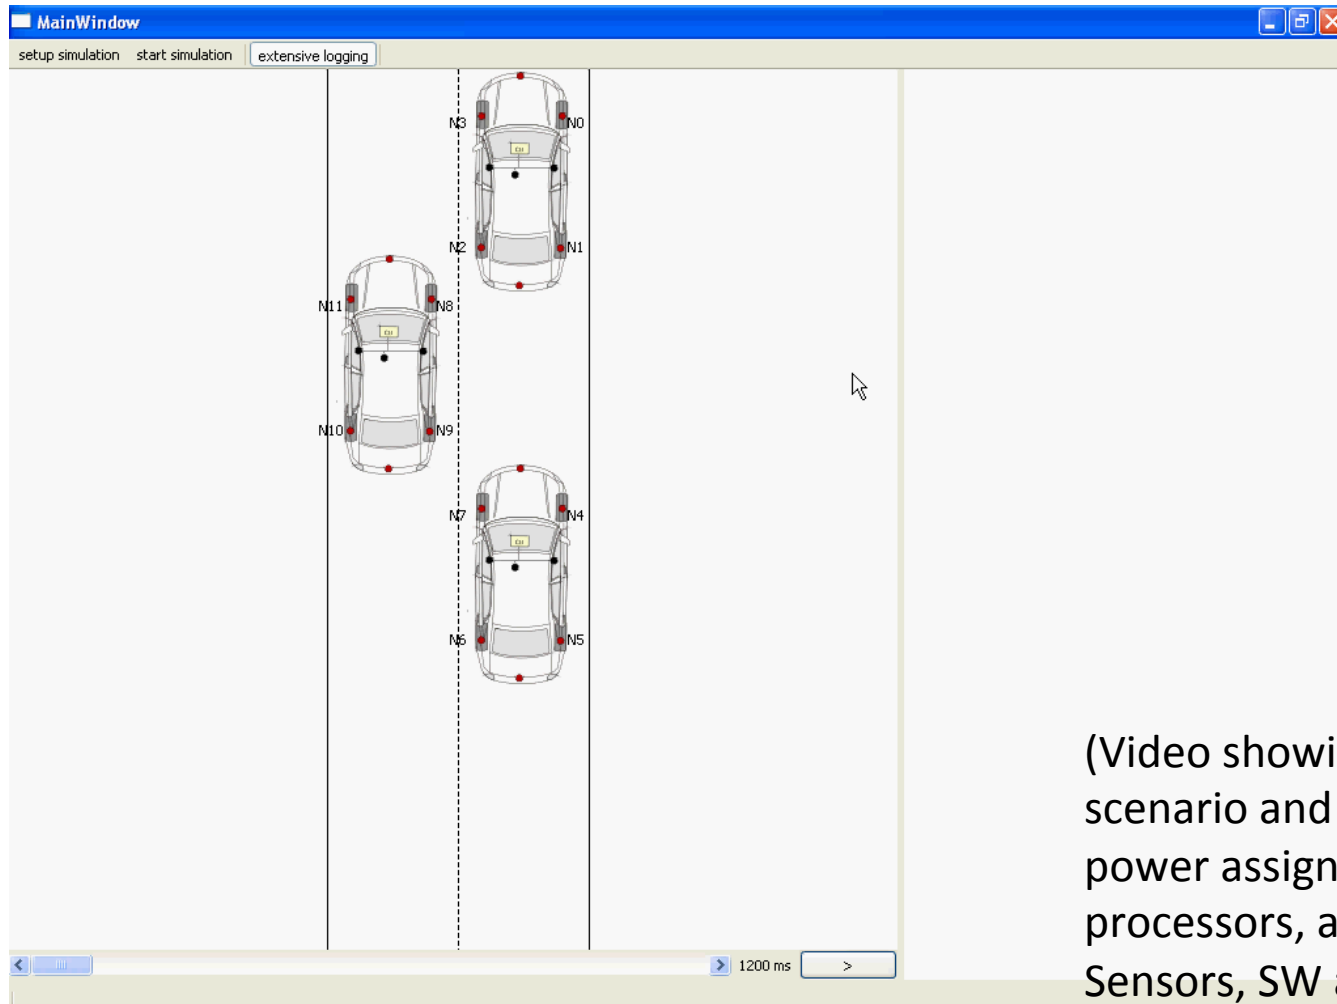 MainWindow
setup simulation start simulation extensive logging
N3 N0
N2 N1
N11 N8
N10 N9
N7 N4
N6 N5
1200 ms >
(Video showi
scenario and
power assign
processors, a
Sensors, SW a